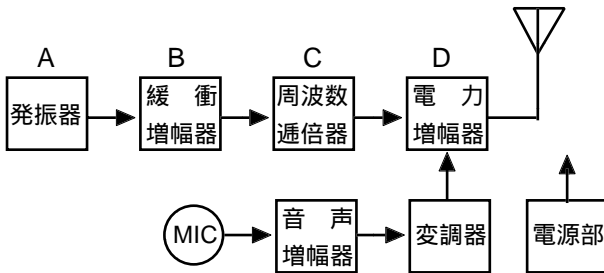 A B C D
発振器
緩　衝
増幅器
周波数
逓倍器
電　力
増幅器
MIC
音　声
増幅器
変調器
電源部